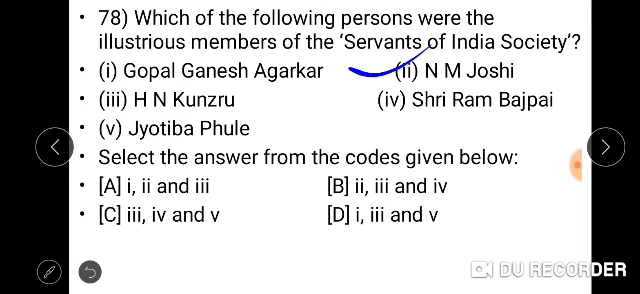 • 78) Which of the following persons were the
illustrious members of the ‘Servants of India Society’?
• (i) Gopal Ganesh Agarkar (ii) N M Joshi
• (iii) H N Kunzru (iv) Shri Ram Bajpai
• (v) Jyotiba Phule
• Select the answer from the codes given below:
• [A] i, ii and iii [B] ii, iii and iv
• [C] iii, iv and v [D] i, iii and v
DU RECORDER